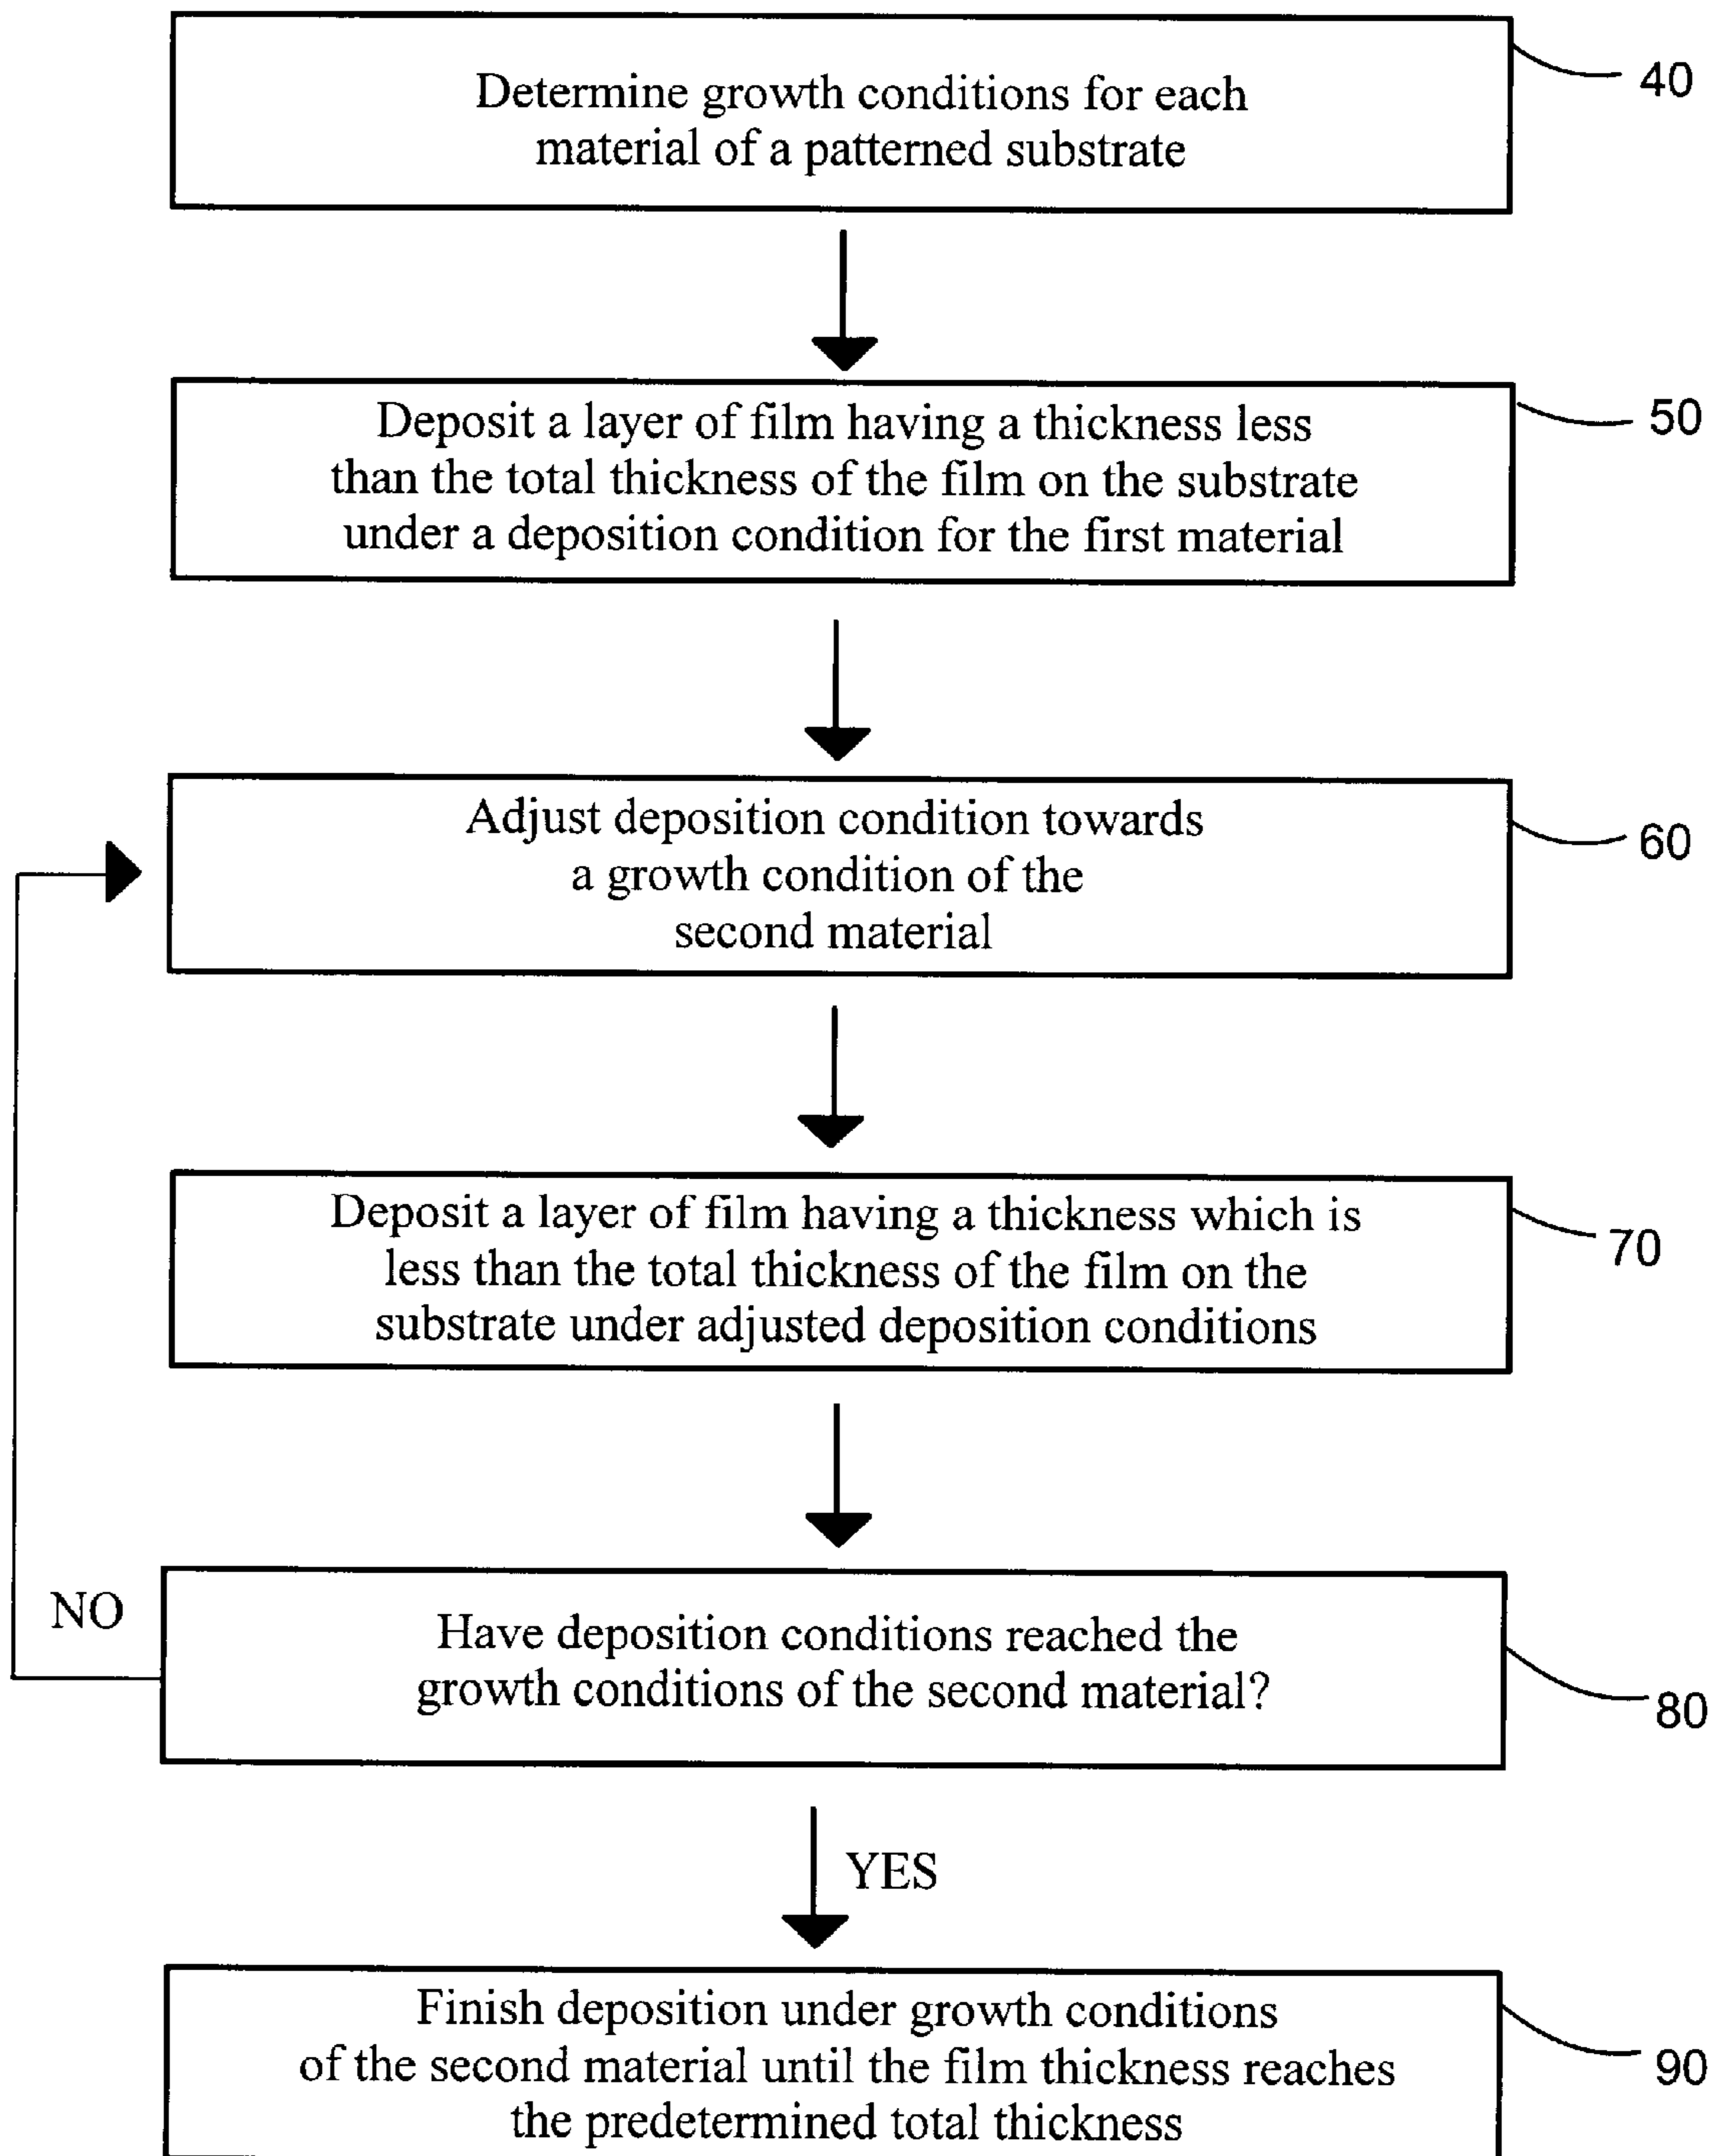 Determine growth conditions for each
material of a patterned substrate
40
Deposit a layer of film having a thickness less
than the total thickness of the film on the substrate
under a deposition condition for the first material
50
Adjust deposition condition towards
a growth condition of the
second material
60
Deposit a layer of film having a thickness which is
less than the total thickness of the film on the
substrate under adjusted deposition conditions
70
NO
Have deposition conditions reached the
growth conditions of the second material?
80
YES
Finish deposition under growth conditions
of the second material until the film thickness reaches
the predetermined total thickness
90